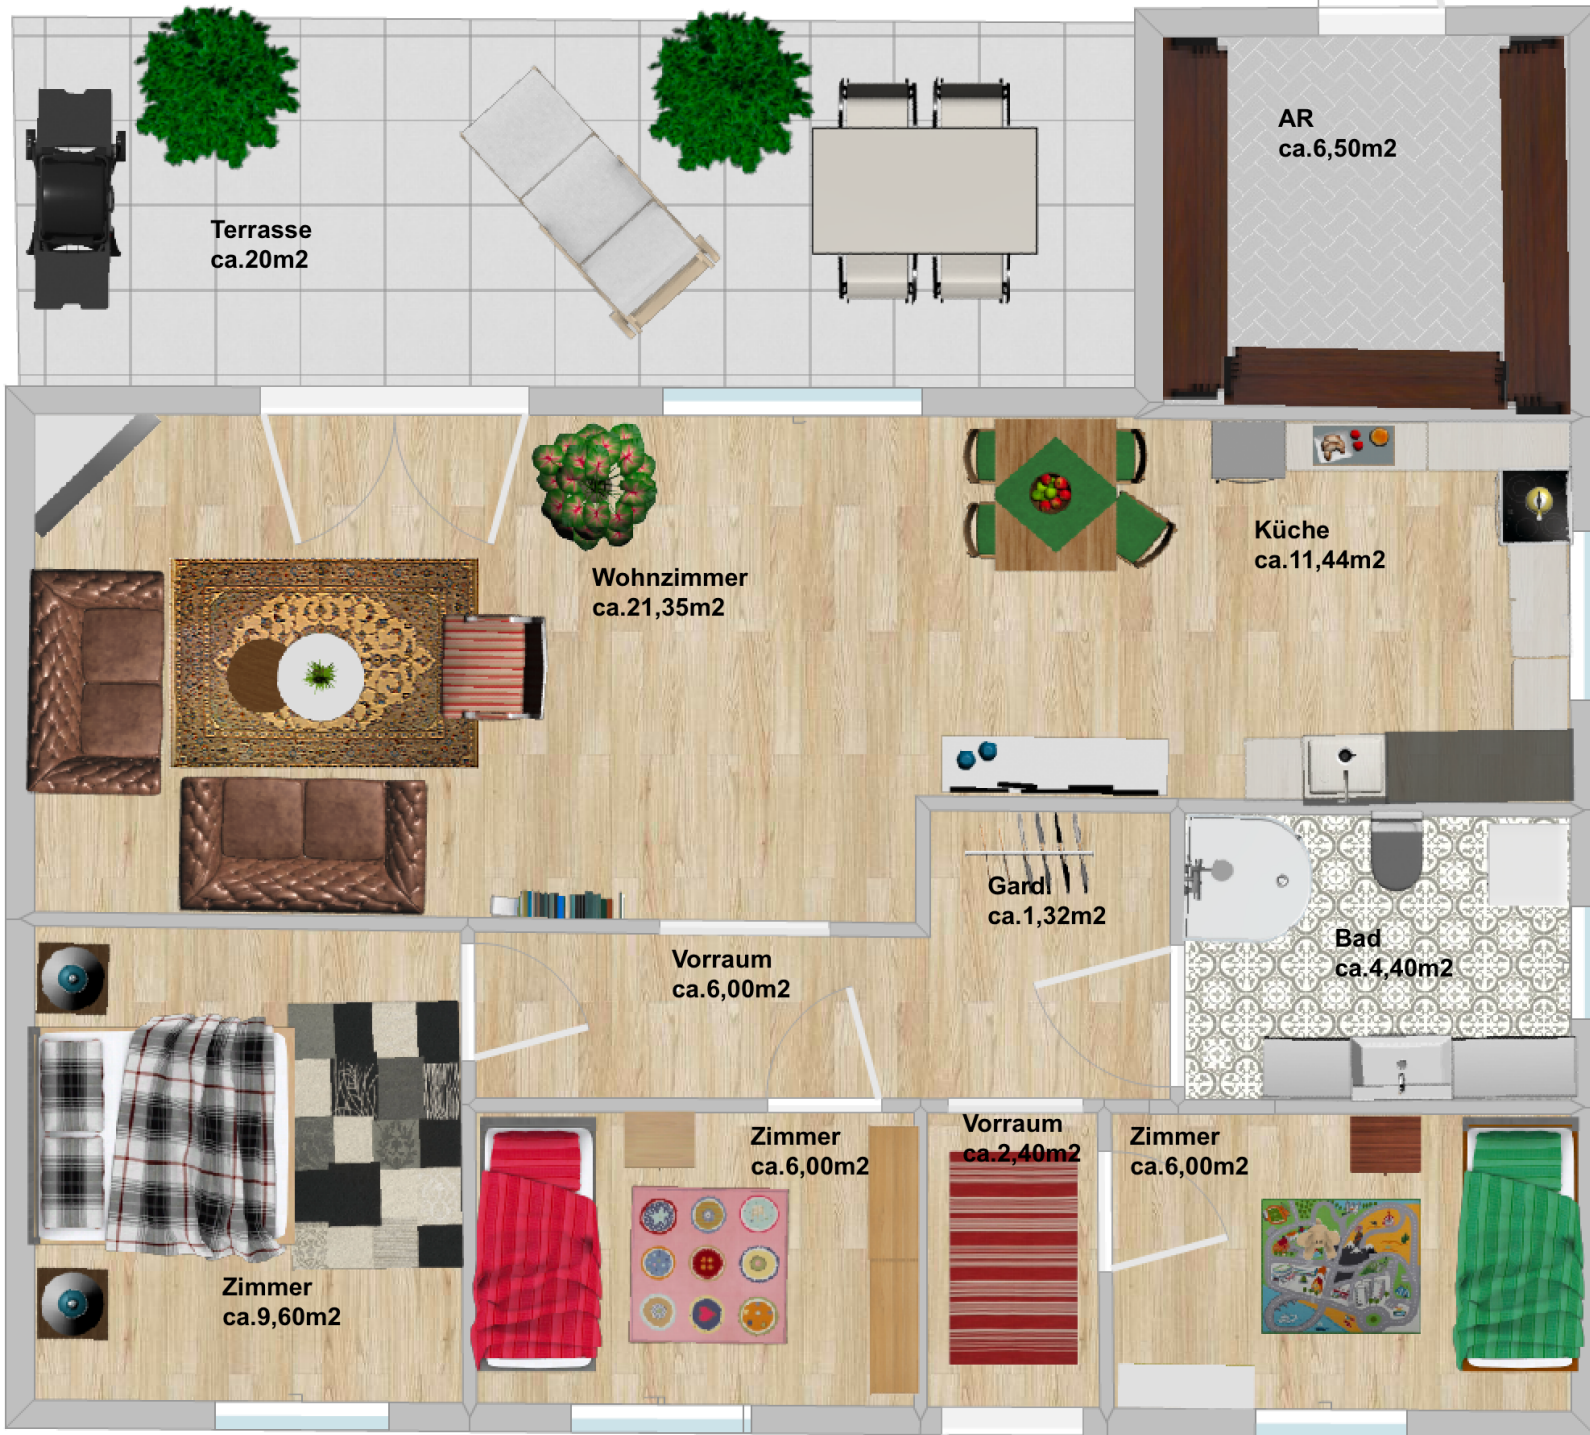 AR
ca.6,50m2
Terrasse
ca.20m2
Küche
ca.11,44m2
Wohnzimmer
ca.21,35m2
Gard.
ca.1,32m2
Bad
ca.4,40m2
Vorraum
ca.6,00m2
Vorraum
ca.2,40m2
Zimmer
ca.6,00m2
Zimmer
ca.6,00m2
Zimmer
ca.9,60m2